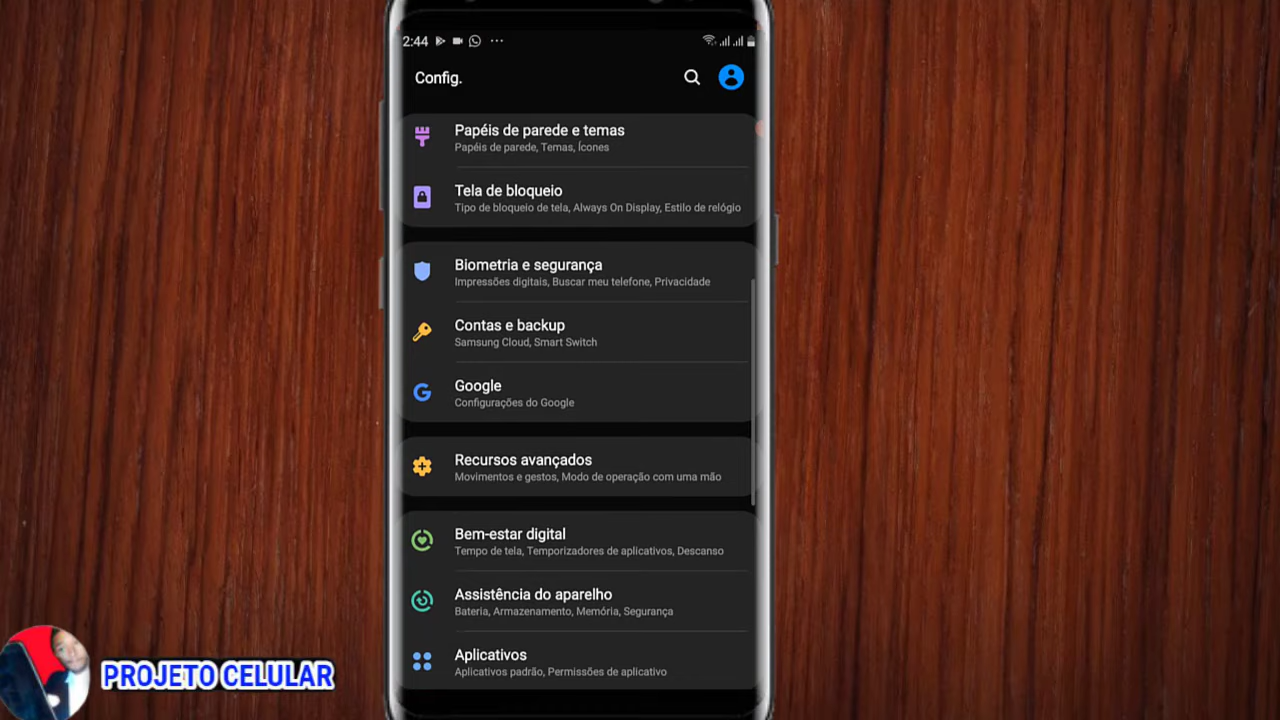 2:44
Config.
Papéis de parede e temas
Papéis de parede, Temas, Ícones
Tela de bloqueio
Tipo de bloqueio de tela, Always On Display, Estilo de relógio
Biometria e segurança
Impressões digitais, Buscar meu telefone, Privacidade
Contas e backup
Samsung Cloud, Smart Switch
Google
Configurações do Google
Recursos avançados
Movimentos e gestos, Modo de operação com uma mão
Bem-estar digital
Tempo de tela, Temporizadores de aplicativos, Descanso
Assistência do aparelho
Bateria, Armazenamento, Memória, Segurança
Aplicativos
Aplicativos padrão, Permissões de aplicativo
PROJETO CELULAR